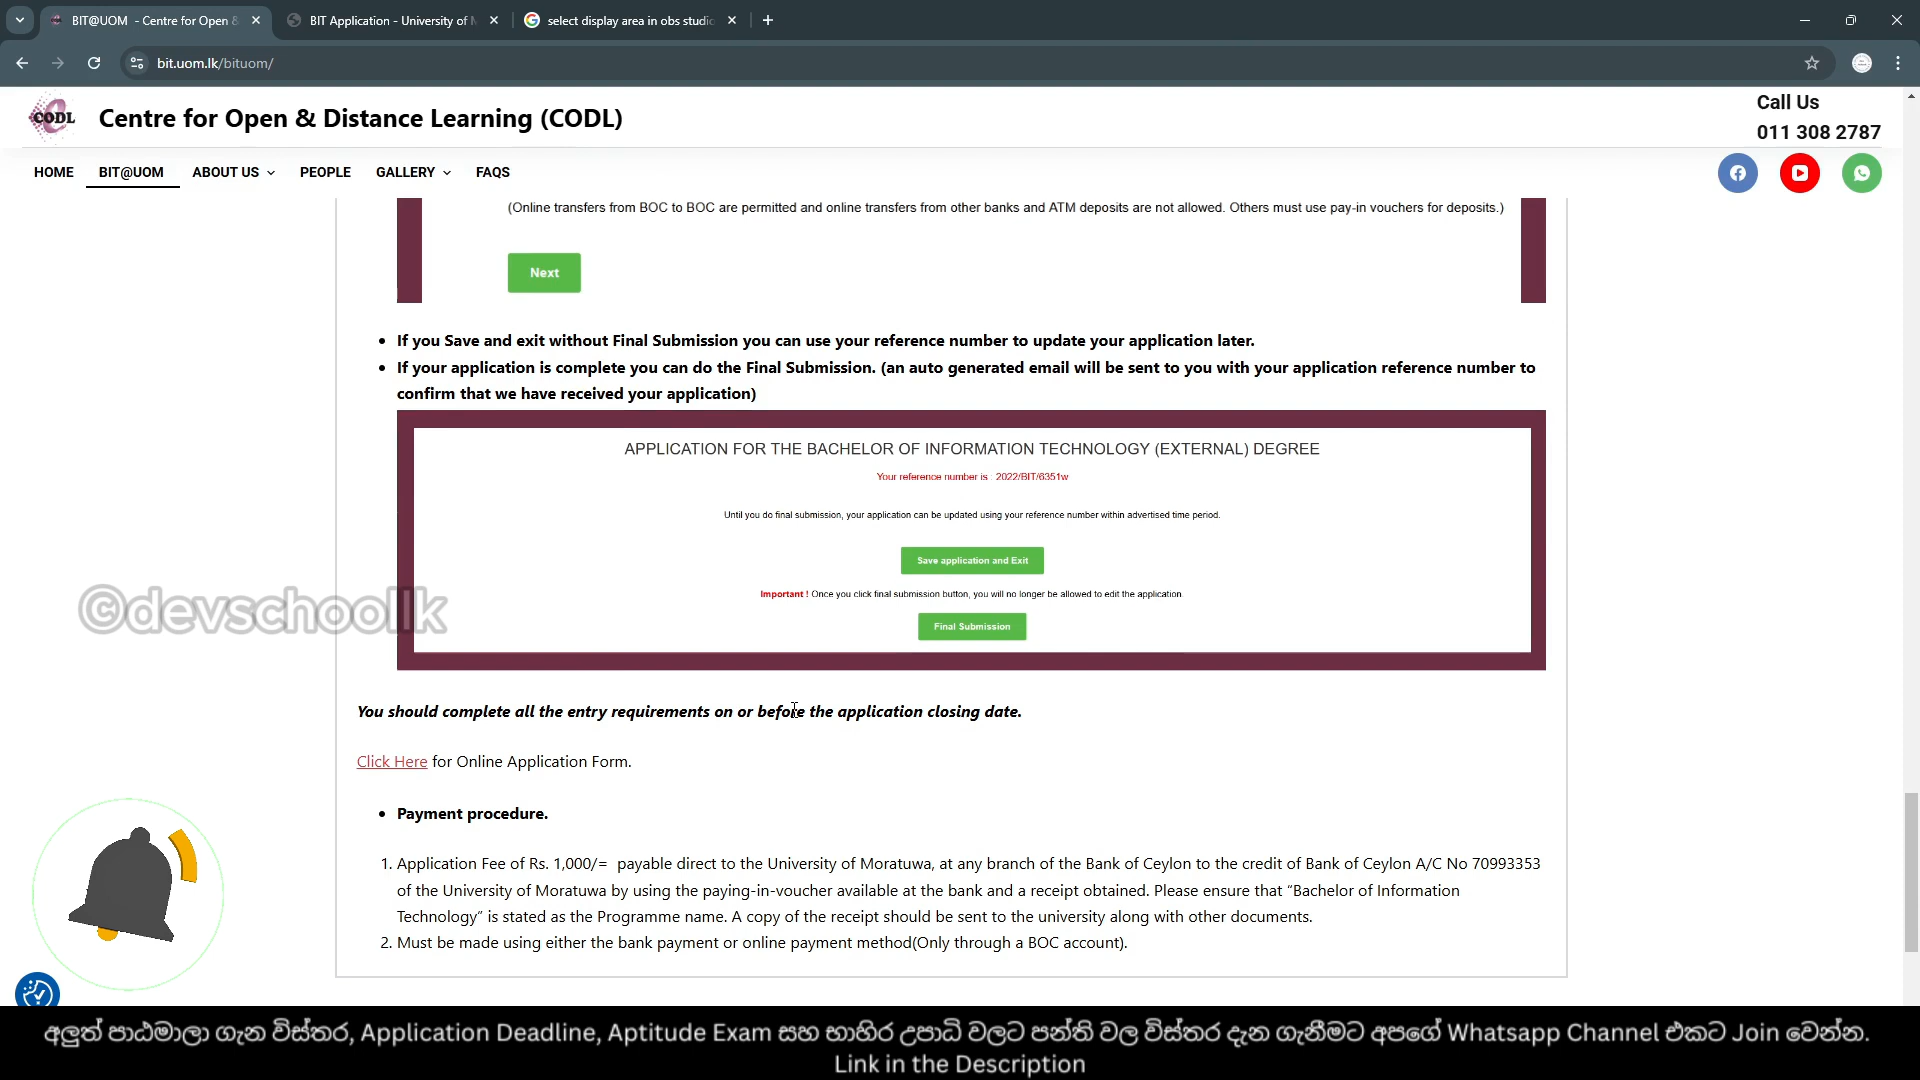 BIT@UOM - Centre for Open &
BIT Application - University of M
select display area in obs studio
bit.uom.lk/bituom/
CODL
Centre for Open & Distance Learning (CODL)
Call Us
011 308 2787
HOME
BIT@UOM
ABOUT US
PEOPLE
GALLERY
FAQS
(Online transfers from BOC to BOC are permitted and online transfers from other banks and ATM deposits are not allowed. Others must use pay-in vouchers for deposits.)
Next
• If you Save and exit without Final Submission you can use your reference number to update your application later.
• If your application is complete you can do the Final Submission. (an auto generated email will be sent to you with your application reference number to
confirm that we have received your application)
APPLICATION FOR THE BACHELOR OF INFORMATION TECHNOLOGY (EXTERNAL) DEGREE
Your reference number is : 2022/BIT/6351w
Until you do final submission, your application can be updated using your reference number within advertised time period.
Save application and Exit
Important ! Once you click final submission button, you will no longer be allowed to edit the application.
©devschoollk
Final Submission
You should complete all the entry requirements on or before the application closing date.
Click Here for Online Application Form.
• Payment procedure.
1. Application Fee of Rs. 1,000/= payable direct to the University of Moratuwa, at any branch of the Bank of Ceylon to the credit of Bank of Ceylon A/C No 70993353
of the University of Moratuwa by using the paying-in-voucher available at the bank and a receipt obtained. Please ensure that “Bachelor of Information
Technology” is stated as the Programme name. A copy of the receipt should be sent to the university along with other documents.
2. Must be made using either the bank payment or online payment method(Only through a BOC account).
අලුත් පාඨමාලා ගැන විස්තර, Application Deadline, Aptitude Exam සහ භාහිර උපාධි වලට පන්ති වල විස්තර දැන ගැනීමට අපගේ Whatsapp Channel එකට Join වෙන්න.
Link in the Description